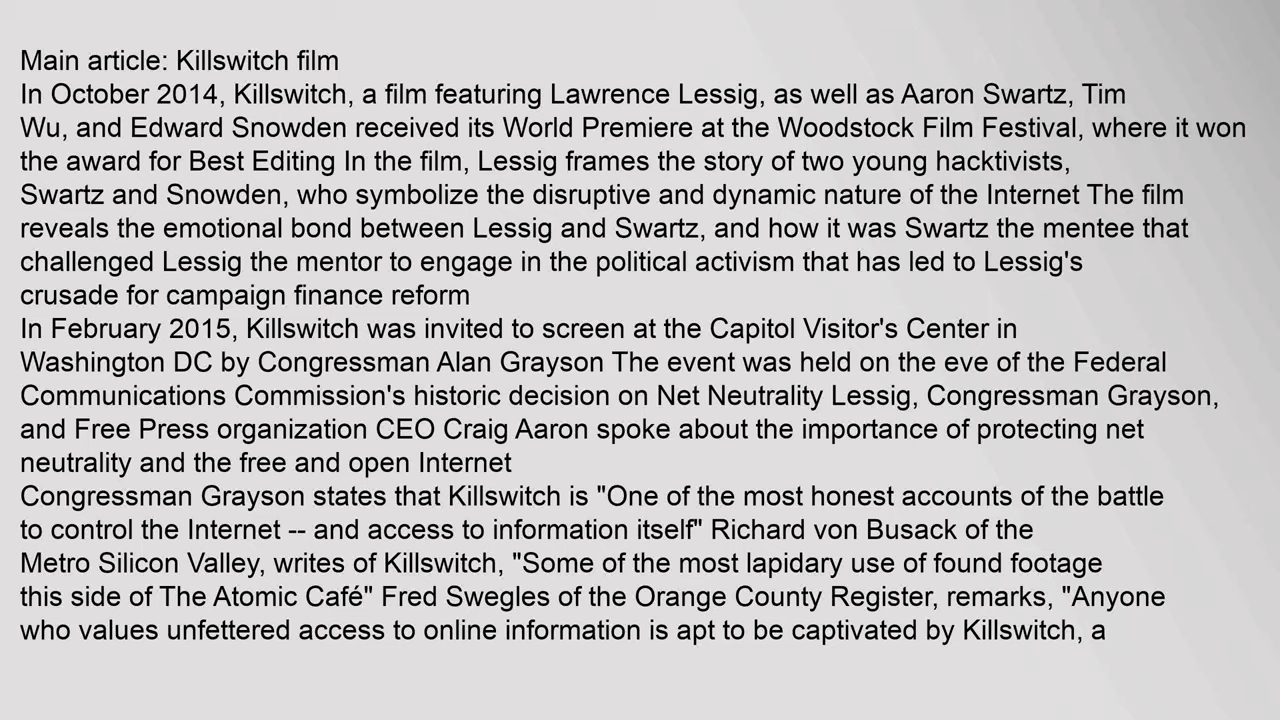 Main article: Killswitch film
In October 2014, Killswitch, a film featuring Lawrence Lessig, as well as Aaron Swartz, Tim
Wu, and Edward Snowden received its World Premiere at the Woodstock Film Festival, where it won
the award for Best Editing In the film, Lessig frames the story of two young hacktivists,
Swartz and Snowden, who symbolize the disruptive and dynamic nature of the Internet The film
reveals the emotional bond between Lessig and Swartz, and how it was Swartz the mentee that
challenged Lessig the mentor to engage in the political activism that has led to Lessig's
crusade for campaign finance reform
In February 2015, Killswitch was invited to screen at the Capitol Visitor's Center in
Washington DC by Congressman Alan Grayson The event was held on the eve of the Federal
Communications Commission's historic decision on Net Neutrality Lessig, Congressman Grayson,
and Free Press organization CEO Craig Aaron spoke about the importance of protecting net
neutrality and the free and open Internet
Congressman Grayson states that Killswitch is "One of the most honest accounts of the battle
to control the Internet -- and access to information itself" Richard von Busack of the
Metro Silicon Valley, writes of Killswitch, "Some of the most lapidary use of found footage
this side of The Atomic Café" Fred Swegles of the Orange County Register, remarks, "Anyone
who values unfettered access to online information is apt to be captivated by Killswitch, a